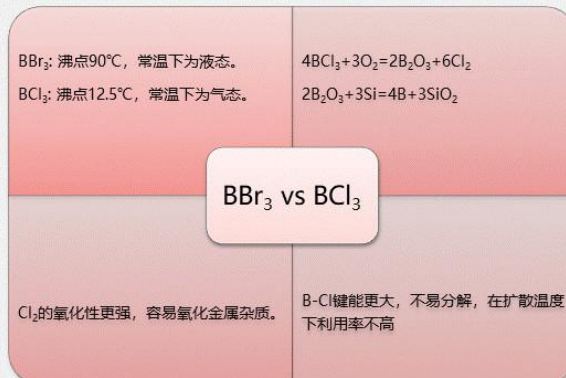 BBr₃: 沸点90℃，常温下为液态。
BCl₃: 沸点12.5℃，常温下为气态。
4BCl₃+3O₂=2B₂O₃+6Cl₂
2B₂O₃+3Si=4B+3SiO₂
BBr₃ vs BCl₃
Cl₂的氧化性更强，容易氧化金属杂质。
B-Cl键能更大，不易分解，在扩散温度
下利用率不高